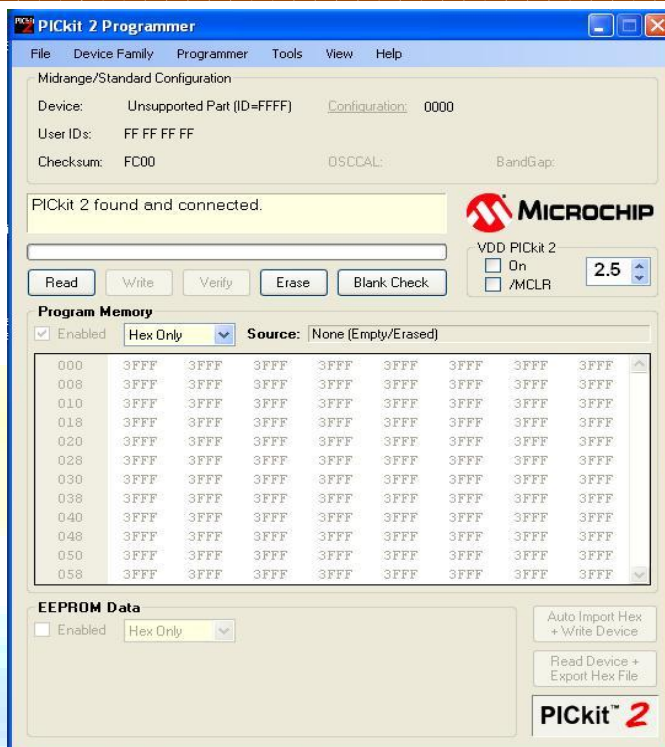 PICkit 2 Programmer
File Device Family Programmer Tools View Help
Midrange/Standard Configuration
Device: Unsupported Part (ID=FFFF) Configuration: 0000
User IDs: FF FF FF FF
Checksum: FC00 OSCCAL: BandGap:
PICkit 2 found and connected.
MICROCHIP
VDD PICkit 2
On
/MCLR
2.5
Read Write Verify Erase Blank Check
Program Memory
Enabled Hex Only Source: None (Empty/Erased)
000 3FFF 3FFF 3FFF 3FFF 3FFF 3FFF 3FFF 3FFF
008 3FFF 3FFF 3FFF 3FFF 3FFF 3FFF 3FFF 3FFF
010 3FFF 3FFF 3FFF 3FFF 3FFF 3FFF 3FFF 3FFF
018 3FFF 3FFF 3FFF 3FFF 3FFF 3FFF 3FFF 3FFF
020 3FFF 3FFF 3FFF 3FFF 3FFF 3FFF 3FFF 3FFF
028 3FFF 3FFF 3FFF 3FFF 3FFF 3FFF 3FFF 3FFF
030 3FFF 3FFF 3FFF 3FFF 3FFF 3FFF 3FFF 3FFF
038 3FFF 3FFF 3FFF 3FFF 3FFF 3FFF 3FFF 3FFF
040 3FFF 3FFF 3FFF 3FFF 3FFF 3FFF 3FFF 3FFF
048 3FFF 3FFF 3FFF 3FFF 3FFF 3FFF 3FFF 3FFF
050 3FFF 3FFF 3FFF 3FFF 3FFF 3FFF 3FFF 3FFF
058 3FFF 3FFF 3FFF 3FFF 3FFF 3FFF 3FFF 3FFF
EEPROM Data
Enabled Hex Only
Auto Import Hex
+ Write Device
Read Device +
Export Hex File
PICkit™ 2